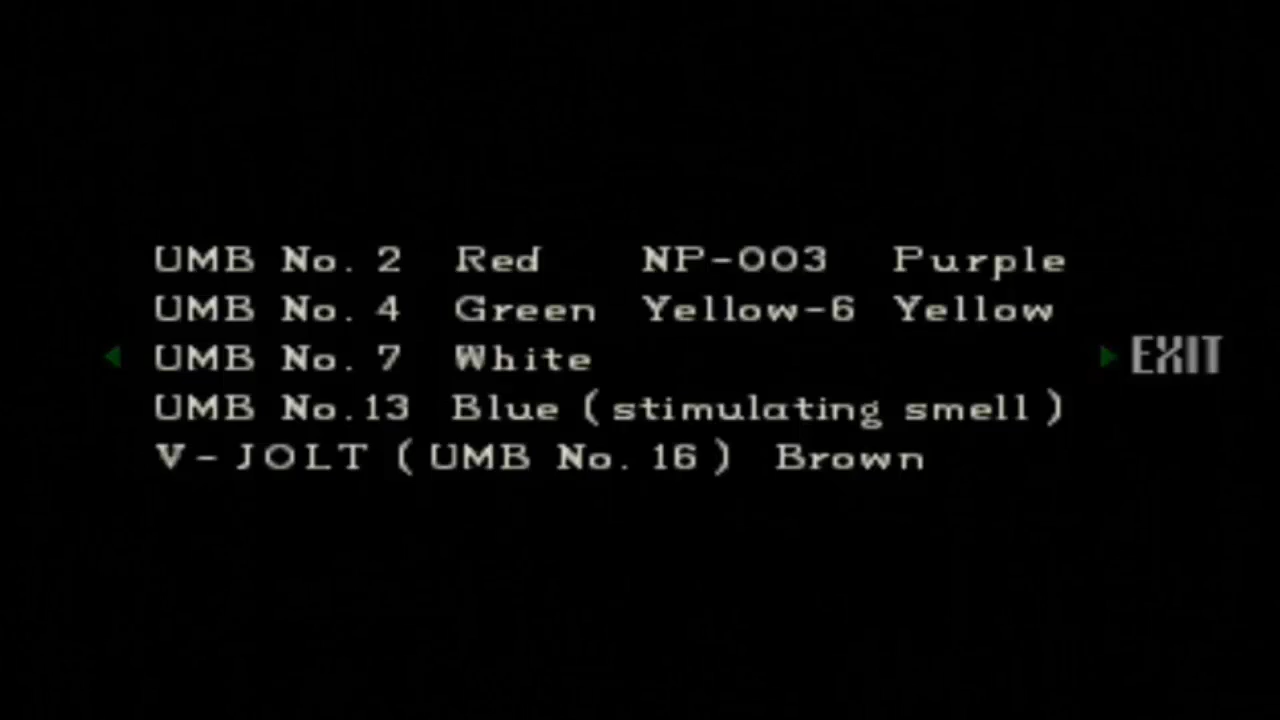 UMB No. 2 Red NP-003 Purple
UMB No. 4 Green Yellow-6 Yellow
UMB No. 7 White
EXIT
UMB No.13 Blue (stimulating smell)
V-JOLT (UMB No. 16) Brown